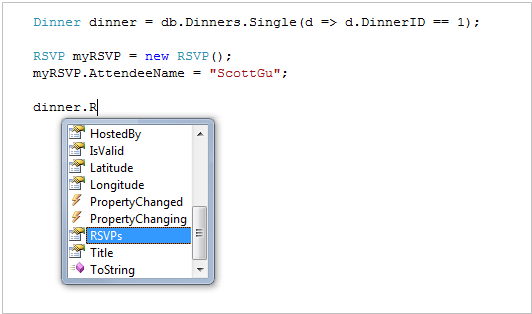 Dinner dinner = db.Dinners.Single(d => d.DinnerID == 1);
RSVP myRSVP = new RSVP();
myRSVP.AttendeeName = "ScottGu";
dinner.R
HostedBy
IsValid
Latitude
Longitude
PropertyChanged
PropertyChanging
RSVPs
Title
ToString